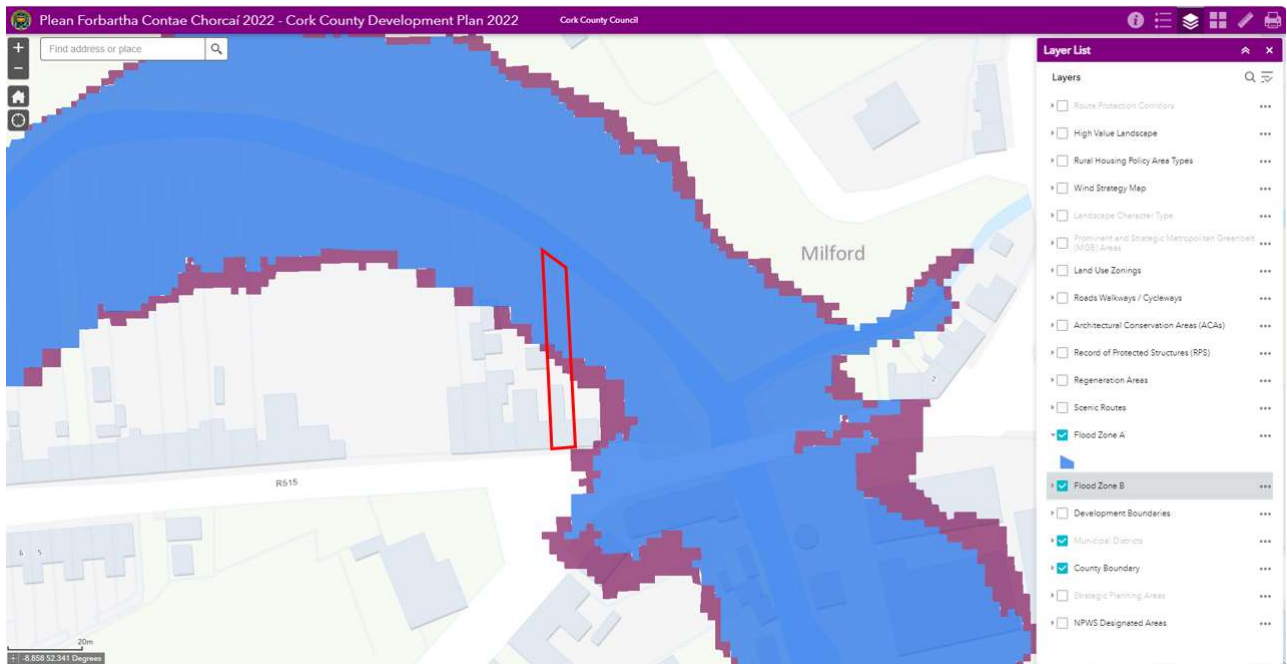 Plean Forbartha Contae Chorcaí 2022 - Cork County Development Plan 2022
Cork County Council
Find address or place
Layer List
Layers
Route Protection Corridors
High Value Landscape
Rural Housing Policy Area Types
Wind Strategy Map
Landscape Character Type
Prominent and Strategic Metropolitan Greenbelt
(MGB) Areas
Land Use Zonings
Roads Walkways / Cycleways
Architectural Conservation Areas (ACAs)
Record of Protected Structures (RPS)
Regeneration Areas
Scenic Routes
Flood Zone A
Flood Zone B
Development Boundaries
Municipal Districts
County Boundary
Strategic Planning Areas
NPWS Designated Areas
Milford
2
R515
6 5
20m
-8.858 52.341 Degrees